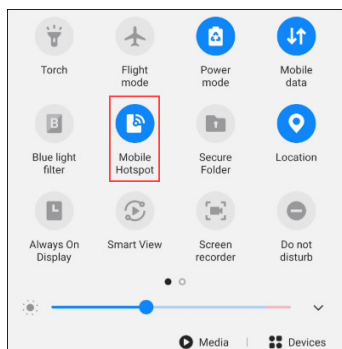 Torch
Flight
mode
Power
mode
Mobile
data
B
Blue light
filter
Mobile
Hotspot
Secure
Folder
Location
Always On
Display
Smart View
Screen
recorder
Do not
disturb
Media
Devices